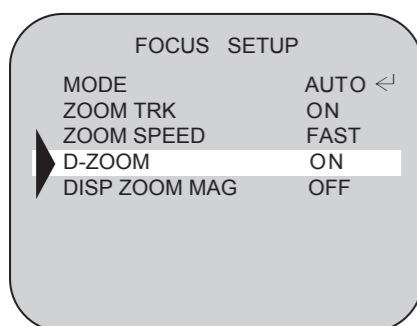 FOCUS SETUP
MODE AUTO ↵
ZOOM TRK ON
ZOOM SPEED FAST
D-ZOOM ON
DISP ZOOM MAG OFF